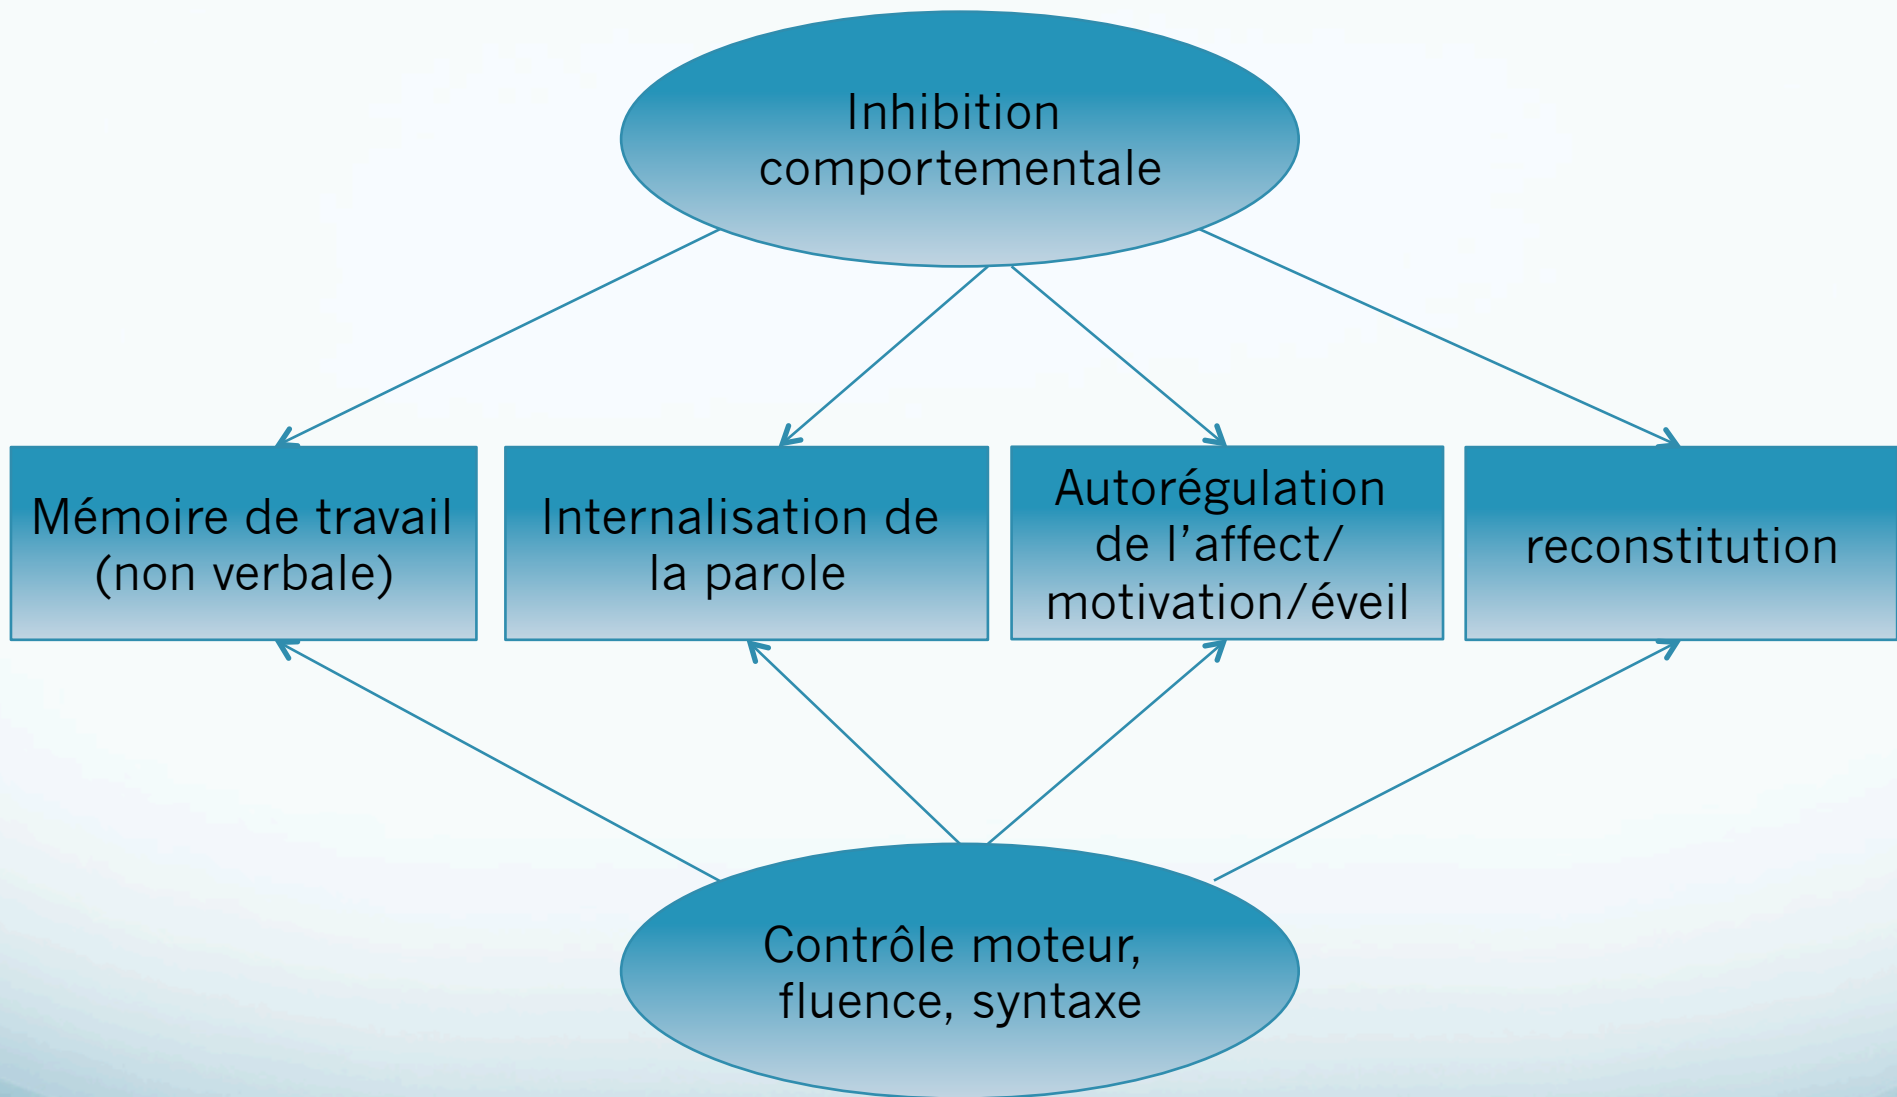 Inhibition
comportementale
Mémoire de travail
(non verbale)
Internalisation de
la parole
Autorégulation
de l’affect/
motivation/éveil
reconstitution
Contrôle moteur,
fluence, syntaxe